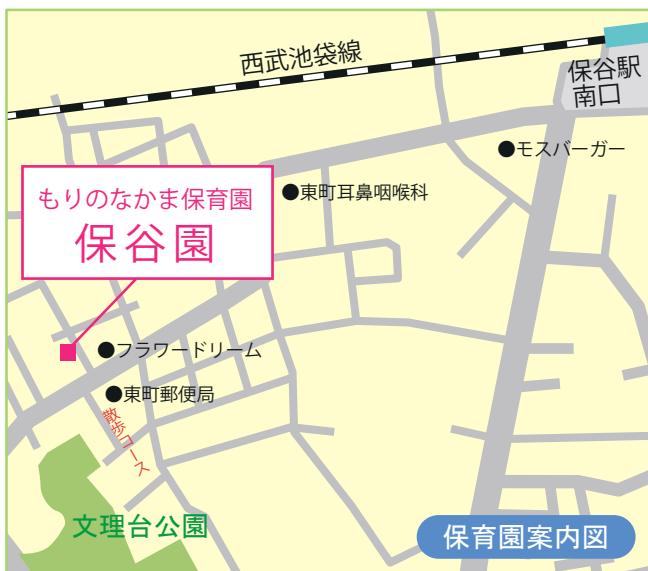 西武池袋線
保谷駅
南口
●モスバーガー
●東町耳鼻咽喉科
もりのなかま保育園
保谷園
●フラワードリーム
●東町郵便局
散歩コース
文理台公園
保育園案内図